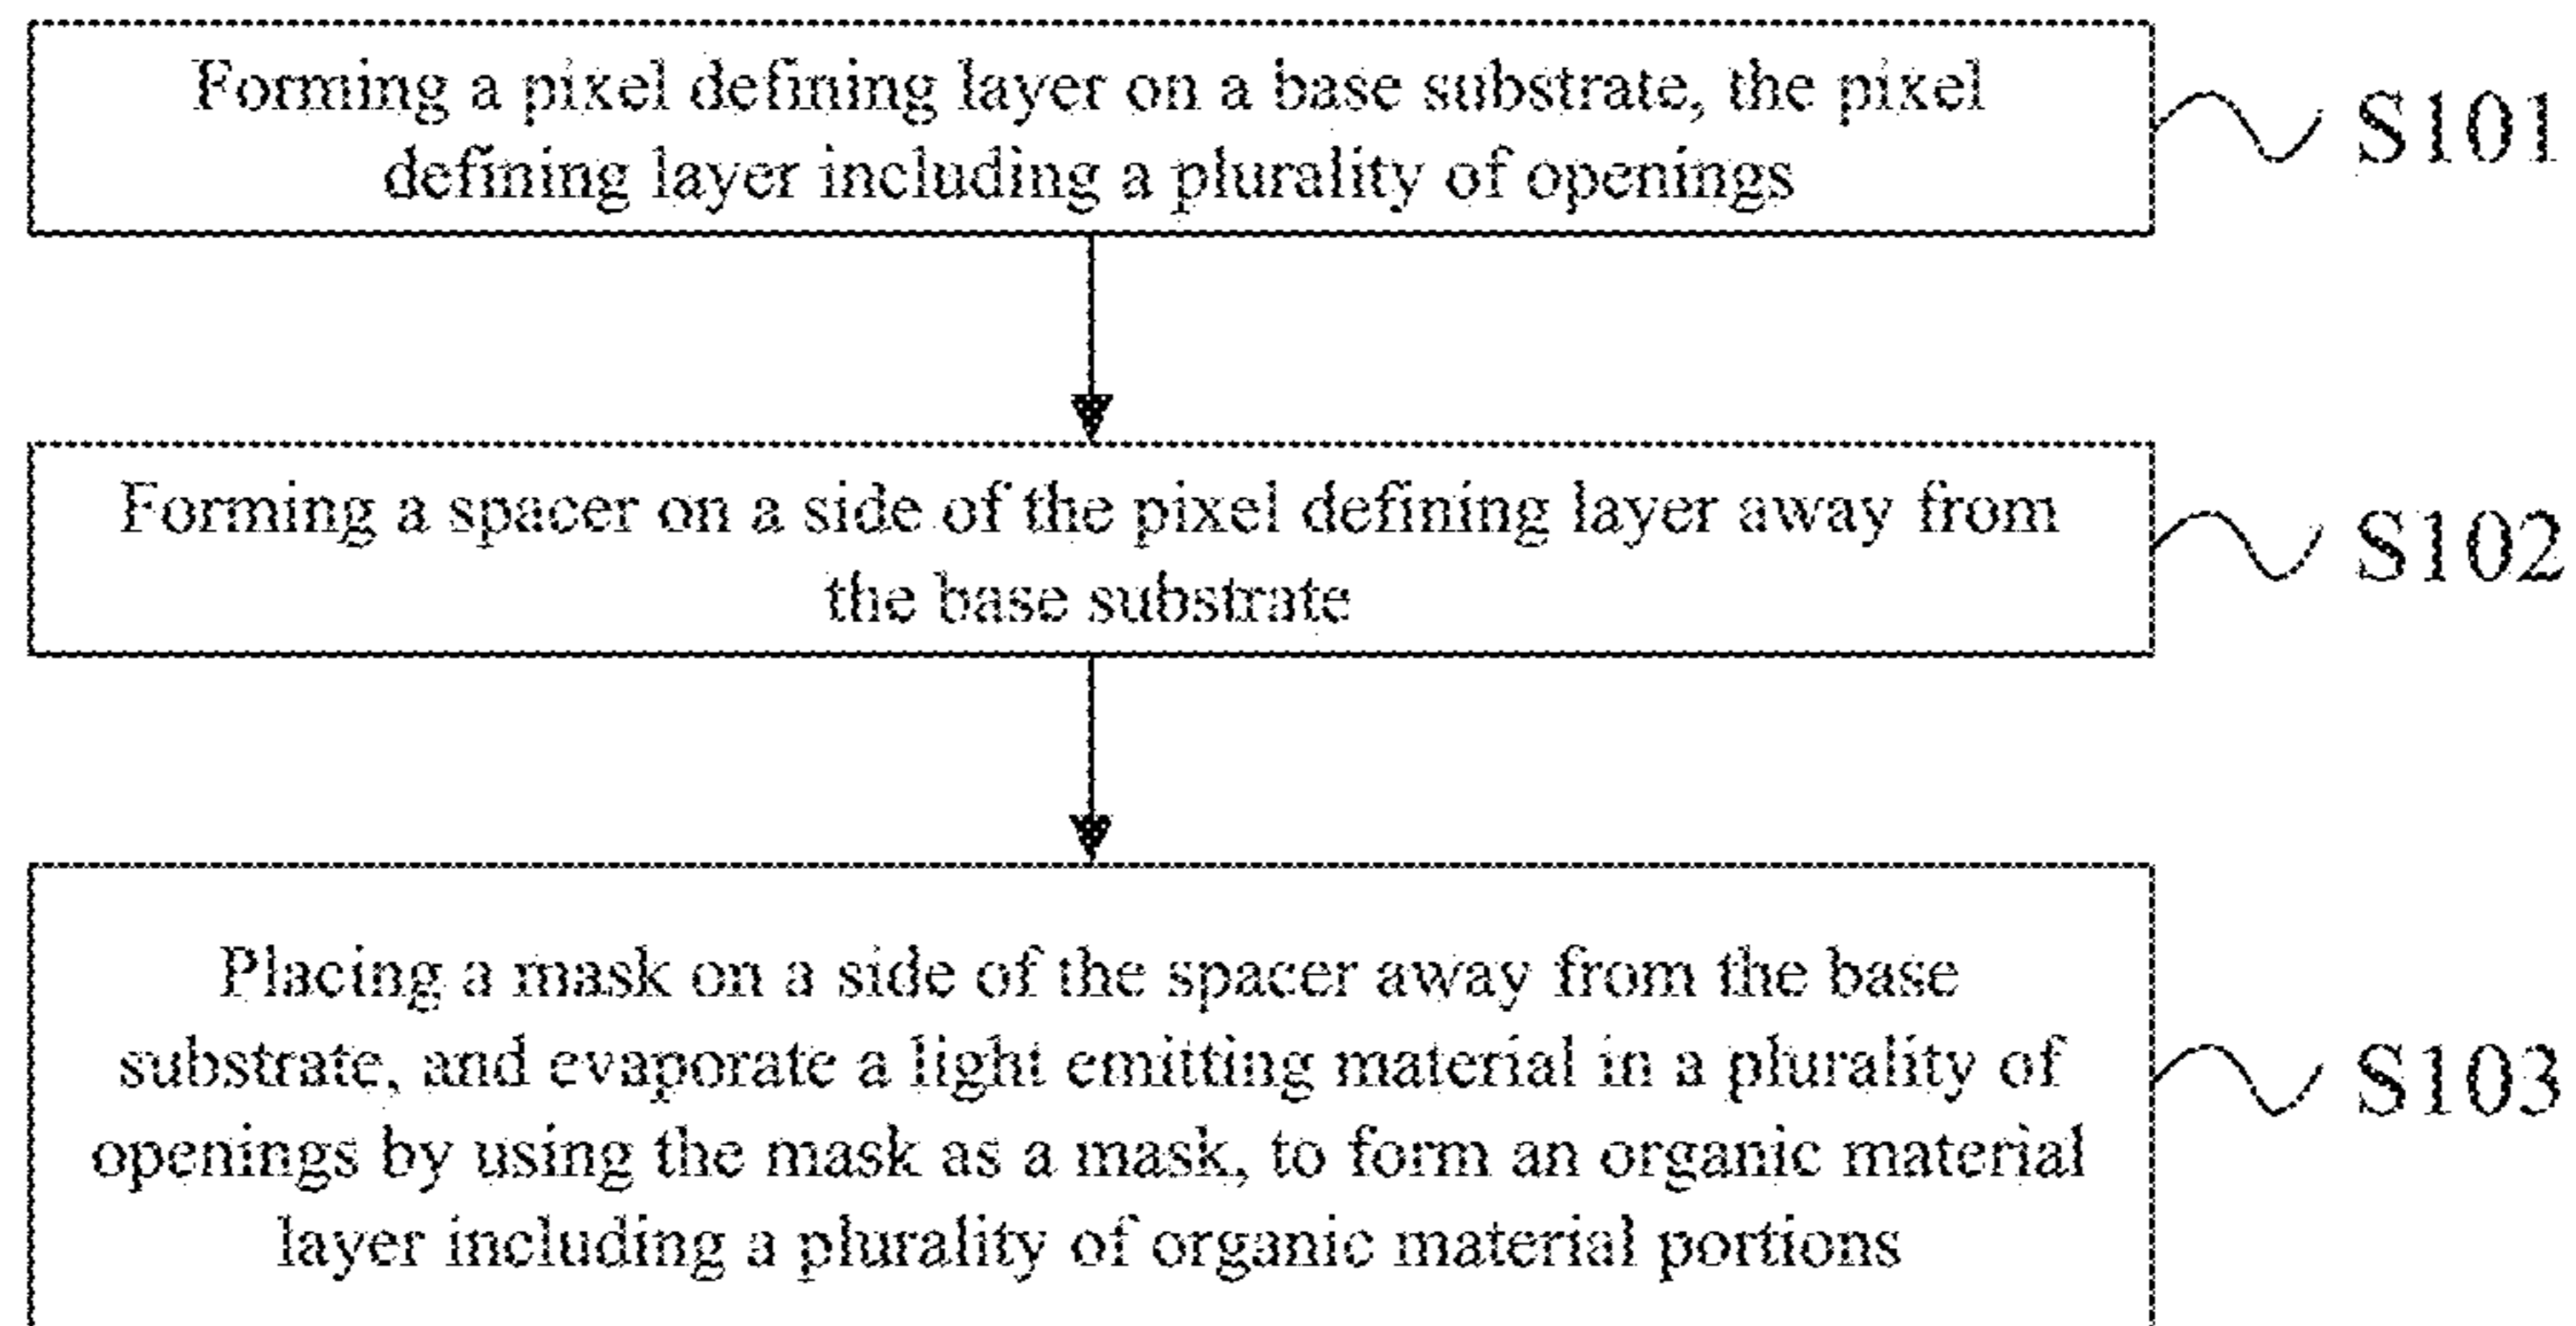 Forming a pixel defining layer on a base substrate, the pixel
defining layer including a plurality of openings
S101
Forming a spacer on a side of the pixel defining layer away from
the base substrate
S102
Placing a mask on a side of the spacer away from the base
substrate, and evaporate a light emitting material in a plurality of
openings by using the mask as a mask, to form an organic material
layer including a plurality of organic material portions
S103